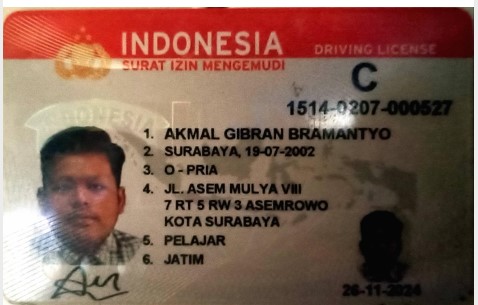 INDONESIA DRIVING LICENSE
SURAT IZIN MENGEMUDI
C
1514-0207-000527
1. AKMAL GIBRAN BRAMANTYO
2. SURABAYA, 19-07-2002
3. O - PRIA
4. JL. ASEM MULYA VIII
7 RT 5 RW 3 ASEMROWO
KOTA SURABAYA
5. PELAJAR
6. JATIM
26-11-2024